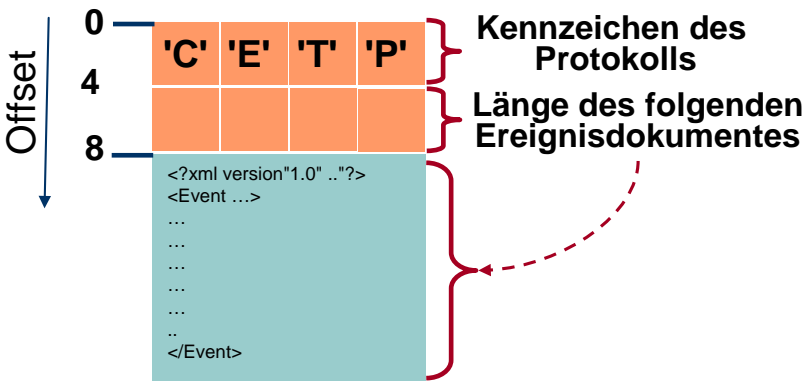 Offset
0
4
8
'C' 'E' 'T' 'P'
Kennzeichen des
Protokolls
Länge des folgenden
Ereignisdokumentes
<?xml version"1.0" .."?>
<Event …>
…
…
…
…
…
..
</Event>